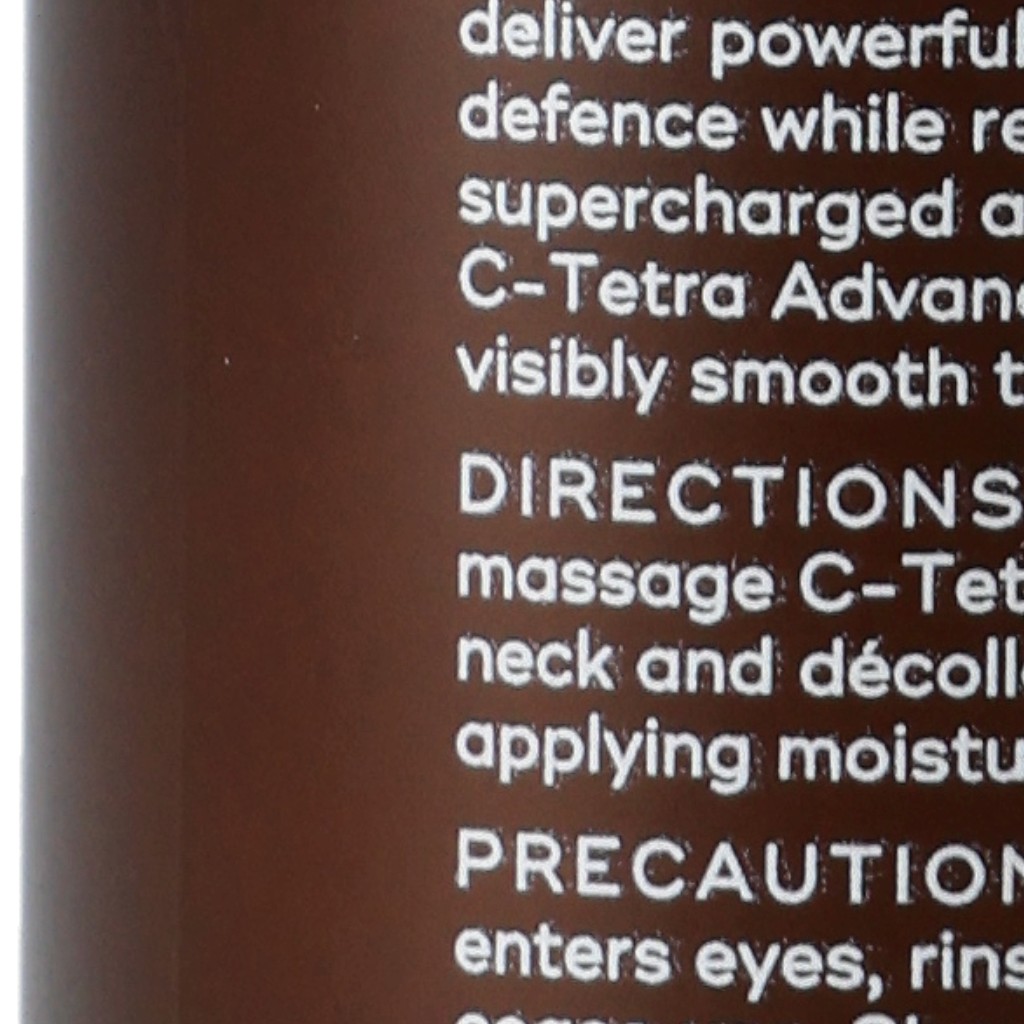 deliver powerful
defence while re
supercharged a
C-Tetra Advanc
visibly smooth t
DIRECTIONS
massage C-Tet
neck and décoll
applying moistu
PRECAUTION
enters eyes, rins